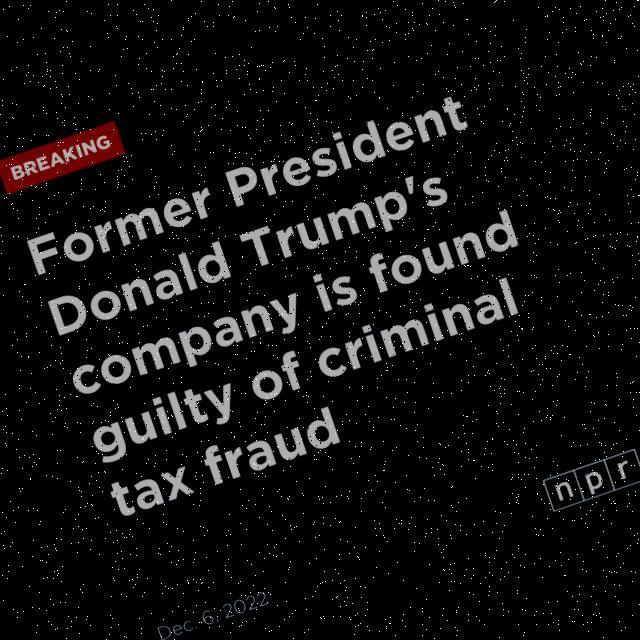 BREAKING
Former President
Donald Trump's
company is found
guilty of criminal
tax fraud
npr
Dec. 6, 2022